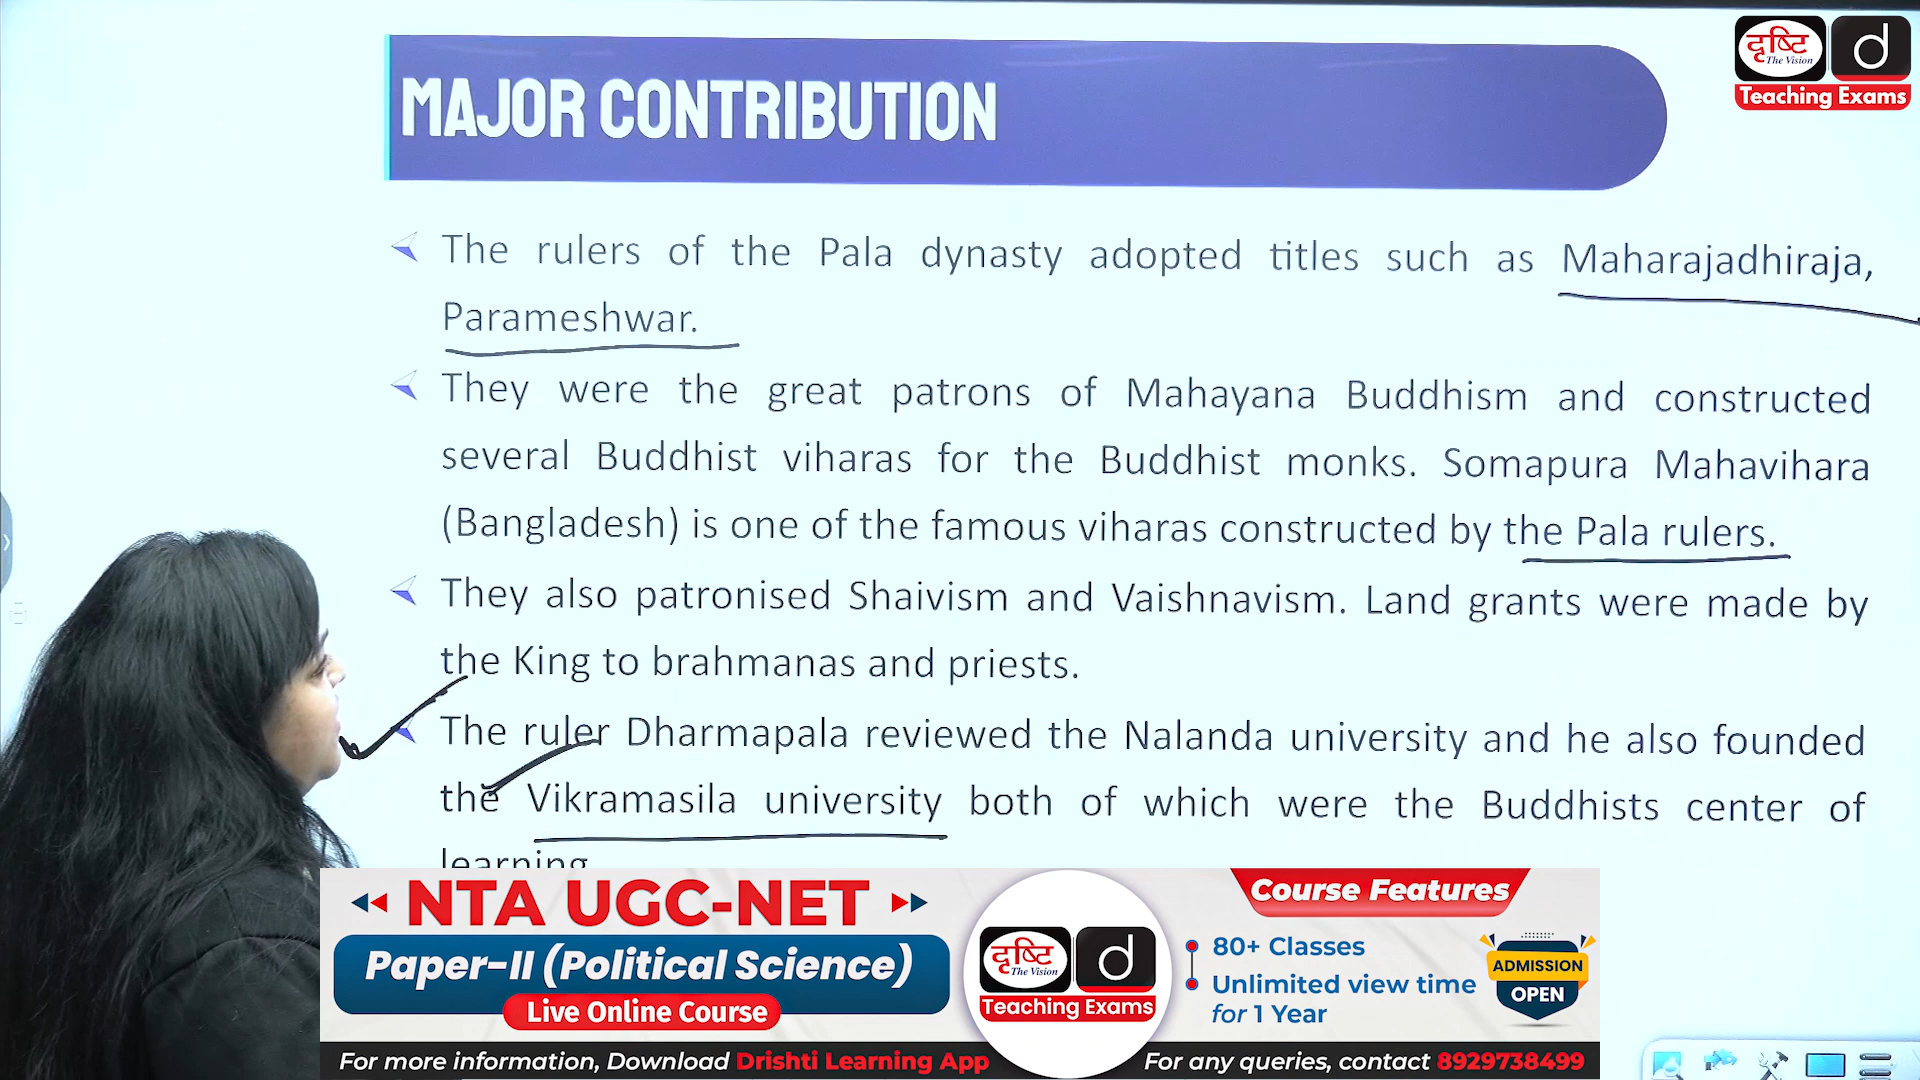 MAJOR CONTRIBUTION
दृष्टि
The Vision
d
Teaching Exams
The rulers of the Pala dynasty adopted titles such as Maharajadhiraja,
Parameshwar.
They were the great patrons of Mahayana Buddhism and constructed
several Buddhist viharas for the Buddhist monks. Somapura Mahavihara
(Bangladesh) is one of the famous viharas constructed by the Pala rulers.
They also patronised Shaivism and Vaishnavism. Land grants were made by
the King to brahmanas and priests.
The ruler Dharmapala reviewed the Nalanda university and he also founded
the Vikramasila university both of which were the Buddhists center of
learning
NTA UGC-NET
Paper-II (Political Science)
Live Online Course
दृष्टि
The Vision
d
Teaching Exams
Course Features
80+ Classes
Unlimited view time
for 1 Year
ADMISSION
OPEN
For more information, Download Drishti Learning App
For any queries, contact 8929738499